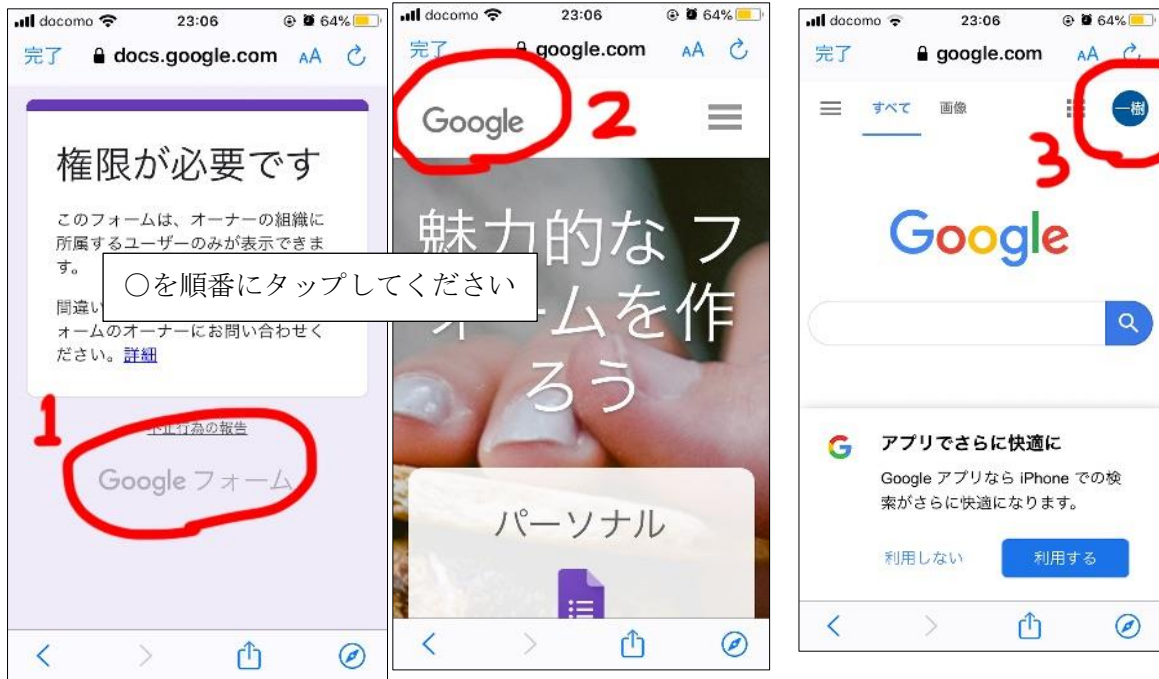 docomo 23:06 64%
完了 docs.google.com AA
権限が必要です
このフォームは、オーナーの組織に
所属するユーザーのみが表示できま
す。
間違い
ォームのオーナーにお問い合わせく
ださい。詳細
1
不正行為の報告
Google フォーム
〇を順番にタップしてください
docomo 23:06 64%
完了 google.com AA
Google
2
魅力的な フ
ォームを作
ろう
パーソナル
docomo 23:06 64%
完了 google.com AA
すべて 画像 一樹
3
Google
G アプリでさらに快適に
Google アプリなら iPhone での検
索がさらに快適になります。
利用しない 利用する